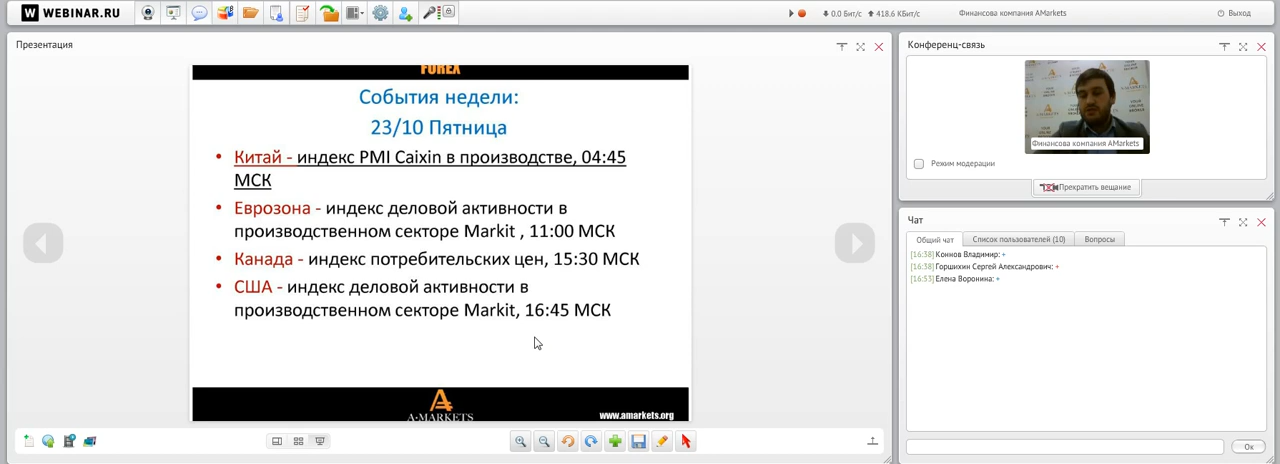 W WEBINAR.RU
0.0 Бит/с 418.6 КБит/с
Финансова компания AMarkets
Выход
Презентация
FOREX
События недели:
23/10 Пятница
• Китай - индекс PMI Caixin в производстве, 04:45
МСК
• Еврозона - индекс деловой активности в
производственном секторе Markit , 11:00 МСК
• Канада - индекс потребительских цен, 15:30 МСК
• США - индекс деловой активности в
производственном секторе Markit, 16:45 МСК
A-MARKETS
www.amarkets.org
Конференц-связь
Финансова компания AMarkets
Режим модерации
Прекратить вещание
Чат
Общий чат Список пользователей (10) Вопросы
[16:38] Коннов Владимир: +
[16:38] Горшихин Сергей Александрович: +
[16:53] Елена Воронина: +
Ок